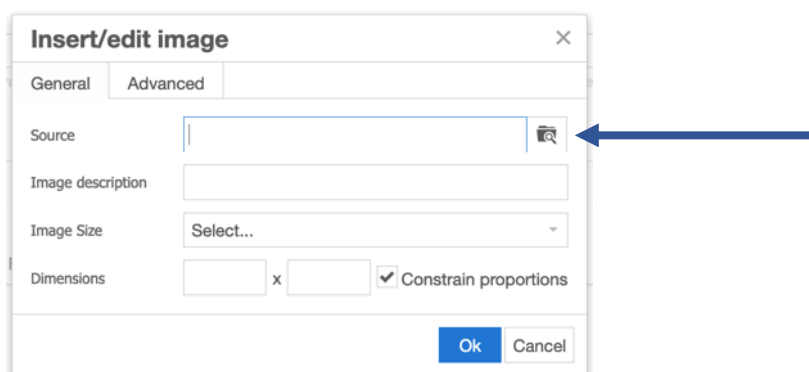 Insert/edit image
General Advanced
Source
Image description
Image Size Select...
Dimensions x Constrain proportions
Ok Cancel